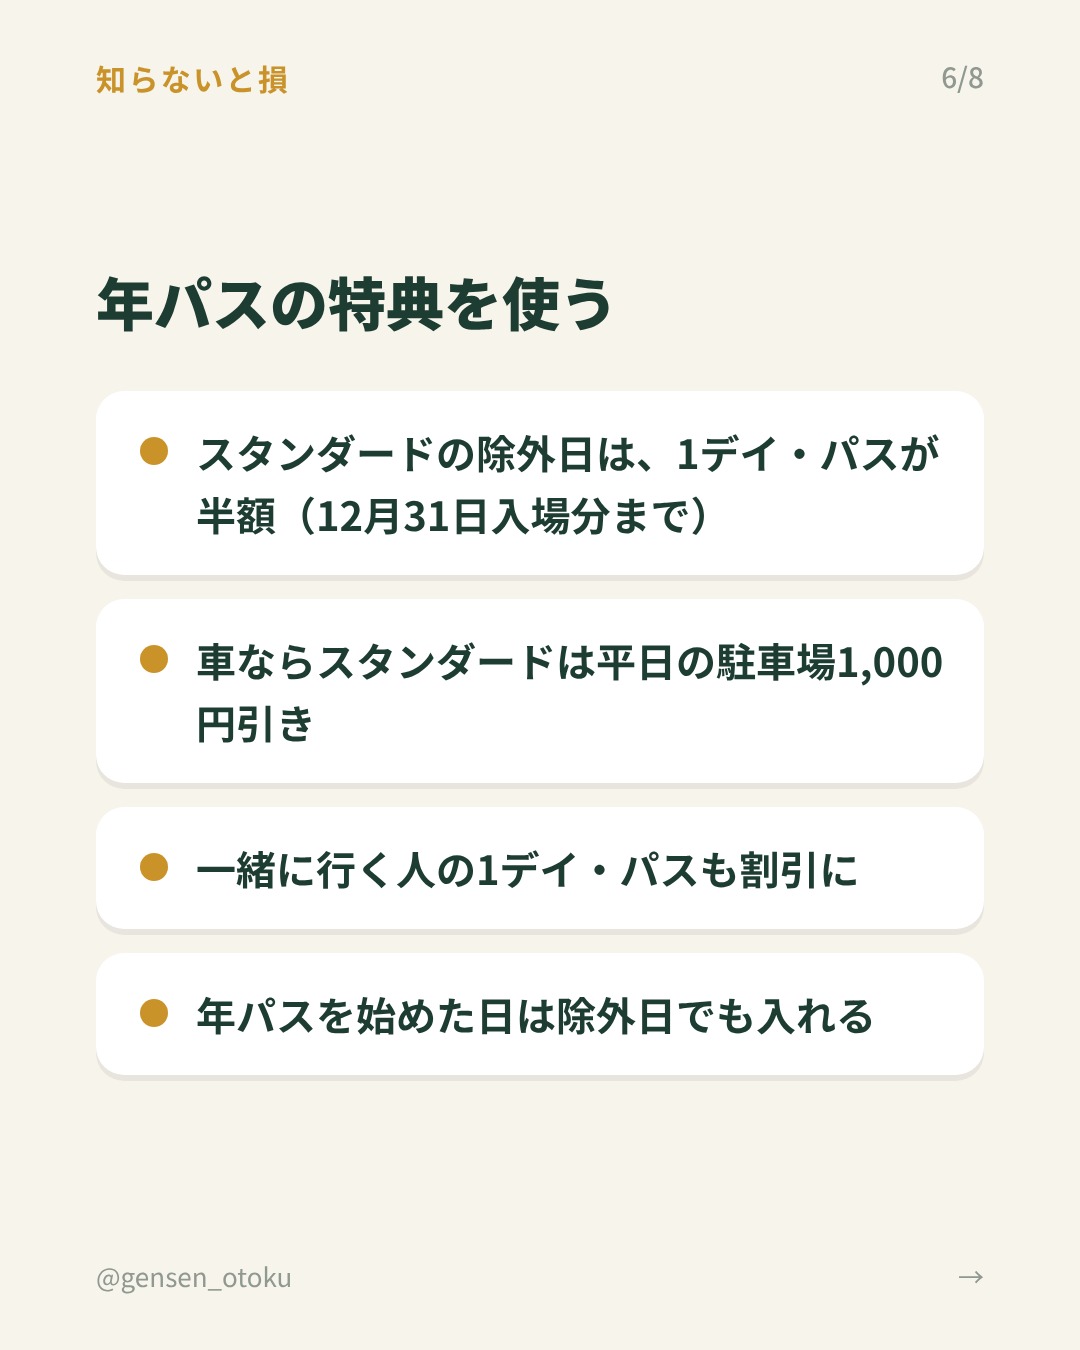 知らないと損
6/8
年パスの特典を使う
スタンダードの除外日は、1デイ・パスが
半額（12月31日入場分まで）
車ならスタンダードは平日の駐車場1,000
円引き
一緒に行く人の1デイ・パスも割引に
年パスを始めた日は除外日でも入れる
@gensen_otoku
→